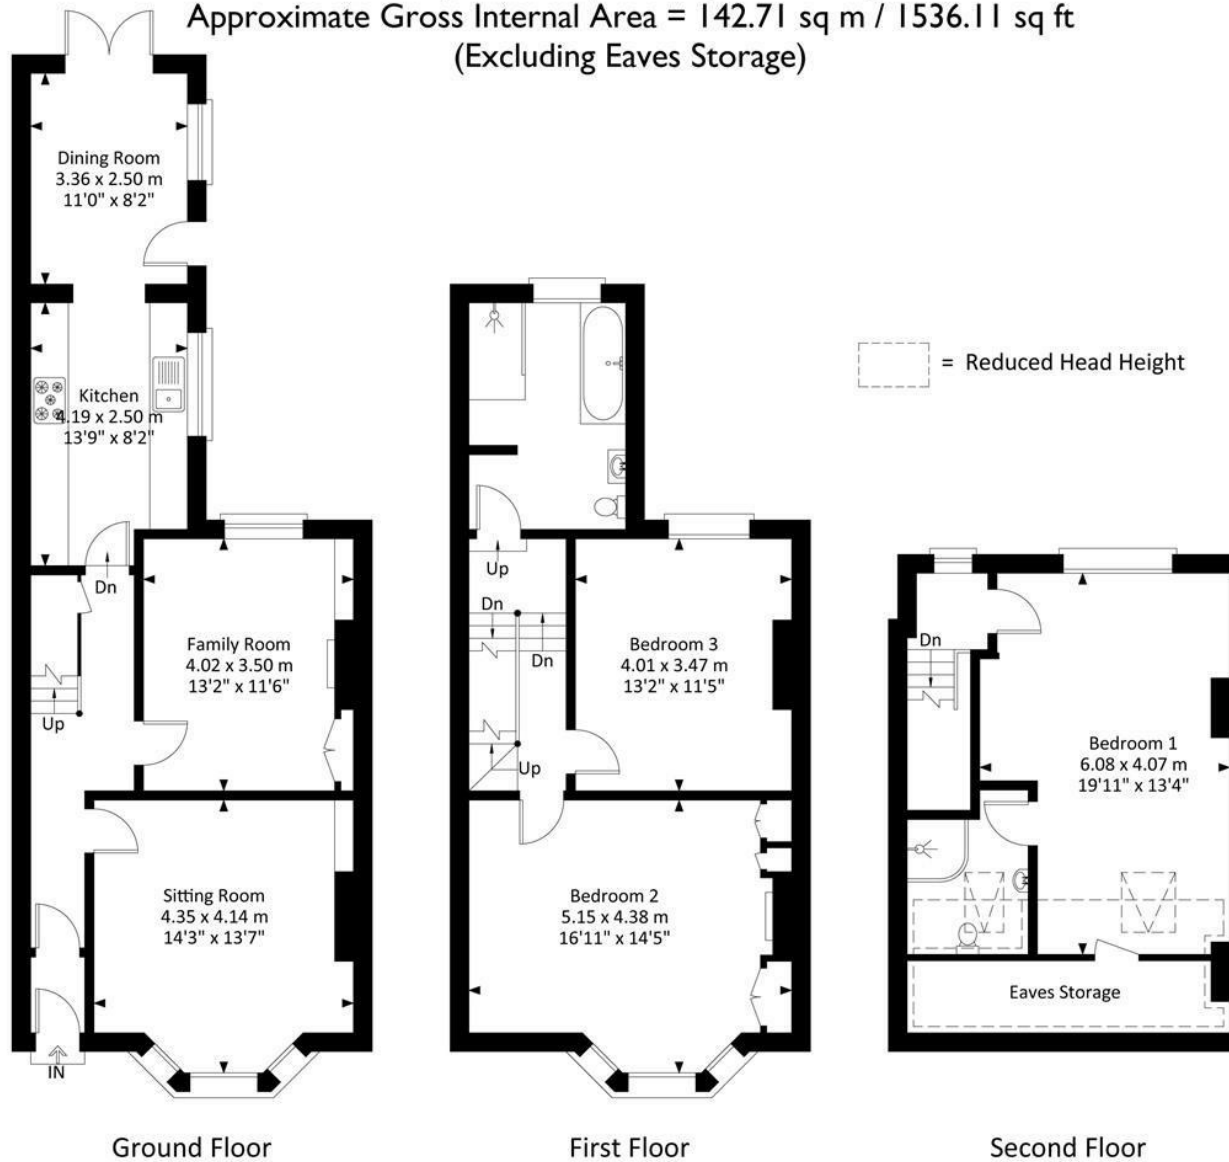 Approximate Gross Internal Area = 142.71 sq m / 1536.11 sq ft
(Excluding Eaves Storage)
Dining Room
3.36 x 2.50 m
11'0" x 8'2"
Kitchen
4.19 x 2.50 m
13'9" x 8'2"
Dn
Family Room
4.02 x 3.50 m
13'2" x 11'6"
Up
Sitting Room
4.35 x 4.14 m
14'3" x 13'7"
IN
Ground Floor
Up
Dn
Dn
Bedroom 3
4.01 x 3.47 m
13'2" x 11'5"
Up
Bedroom 2
5.15 x 4.38 m
16'11" x 14'5"
First Floor
= Reduced Head Height
Dn
Bedroom 1
6.08 x 4.07 m
19'11" x 13'4"
Eaves Storage
Second Floor